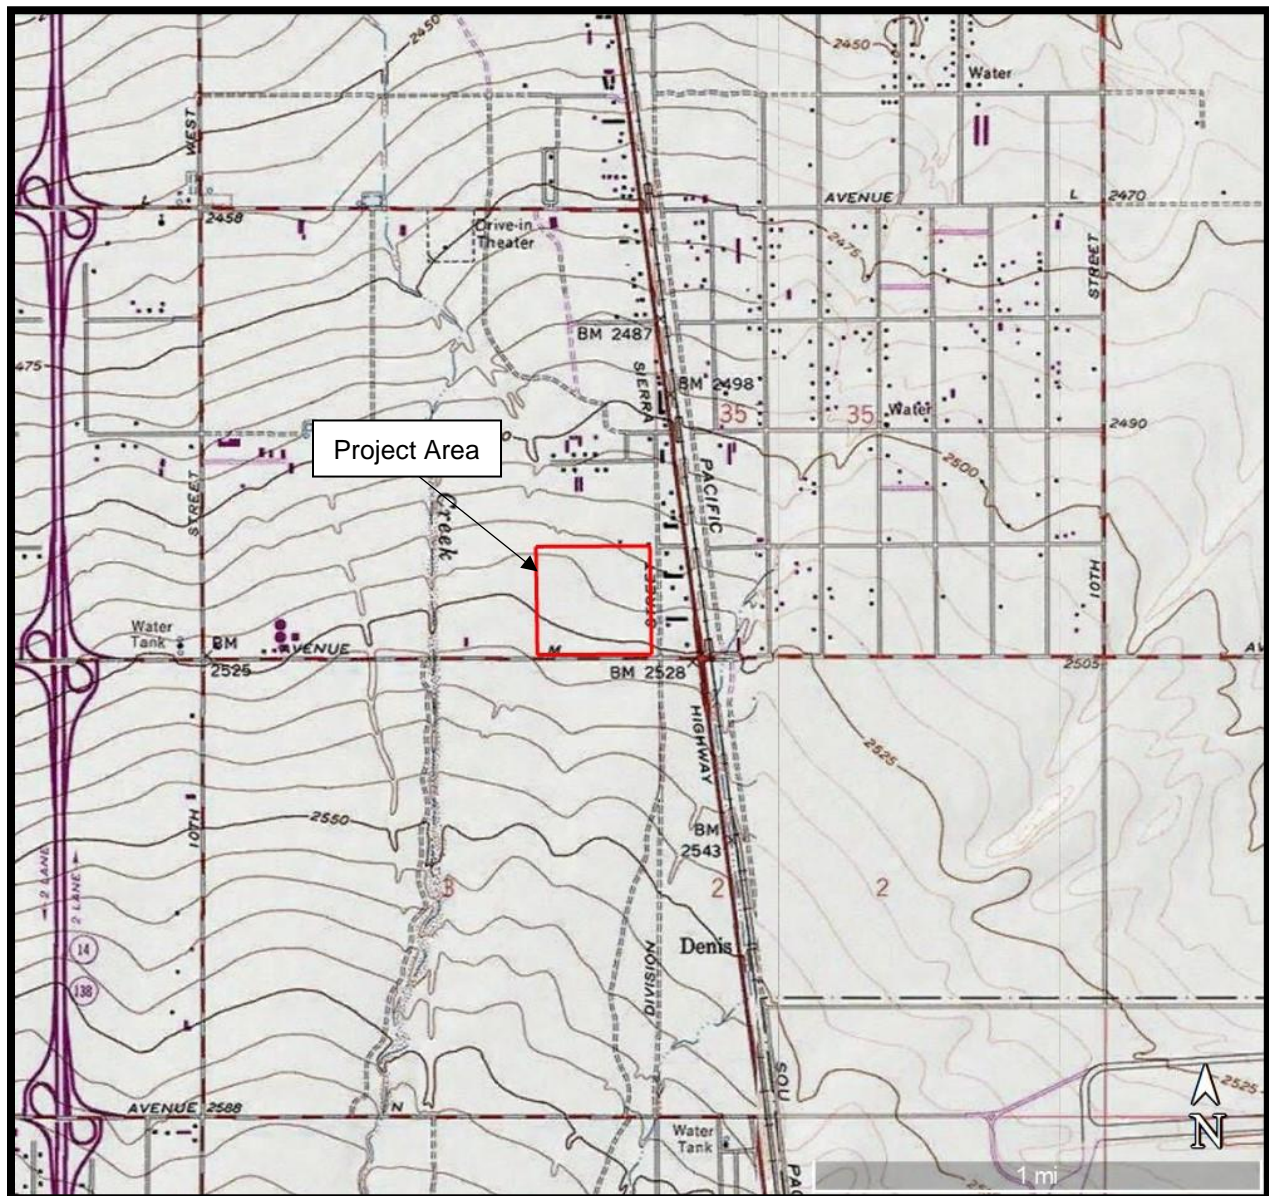 2450
2450
Water
WEST
AVENUE
L
2470
L
2458
Drive-in
Theater
2475
STREET
BM 2487
475
SIERRA
BM 2498
35
35
Water
2490
Project Area
2500
PACIFIC
STREET
Creek
STREET
10TH
Water
Tank
BM
2525
AVENUE
M
2505
AV
BM 2528
HIGHWAY
2525
10TH
2550
BM
2543
2 LANE
2 LANE
3
2
2
14
138
Denis
DIVISION
SOU
2525
AVENUE 2588
N
Water
Tank
N
PAC
1 mi